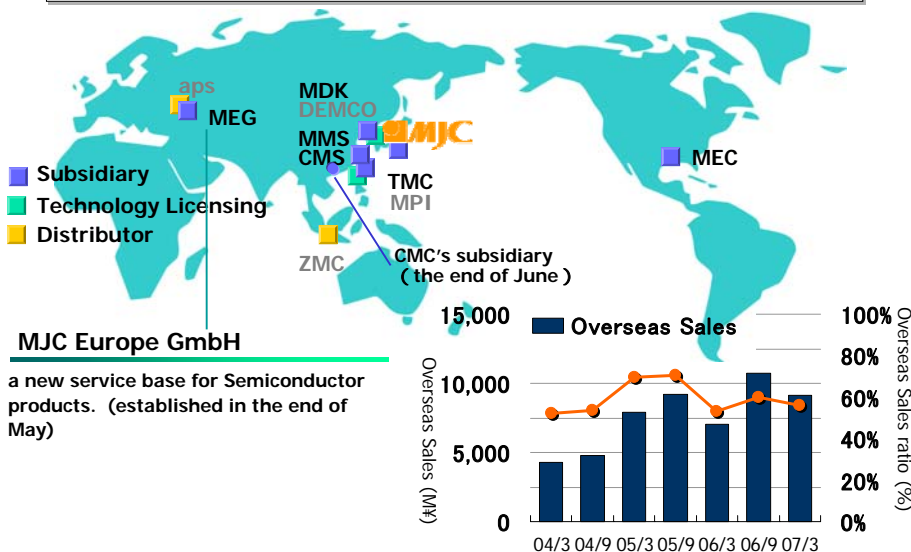 aps
MEG
MDK
DEMCO
MJC
MMS
CMS
TMC
MPI
MEC
Subsidiary
Technology Licensing
Distributor
ZMC
CMC's subsidiary
( the end of June )
MJC Europe GmbH
a new service base for Semiconductor
products. (established in the end of
May)
Overseas Sales
15,000
10,000
5,000
0
Overseas Sales (M¥)
100%
80%
60%
40%
20%
0%
Overseas Sales ratio (%)
04/3 04/9 05/3 05/9 06/3 06/9 07/3